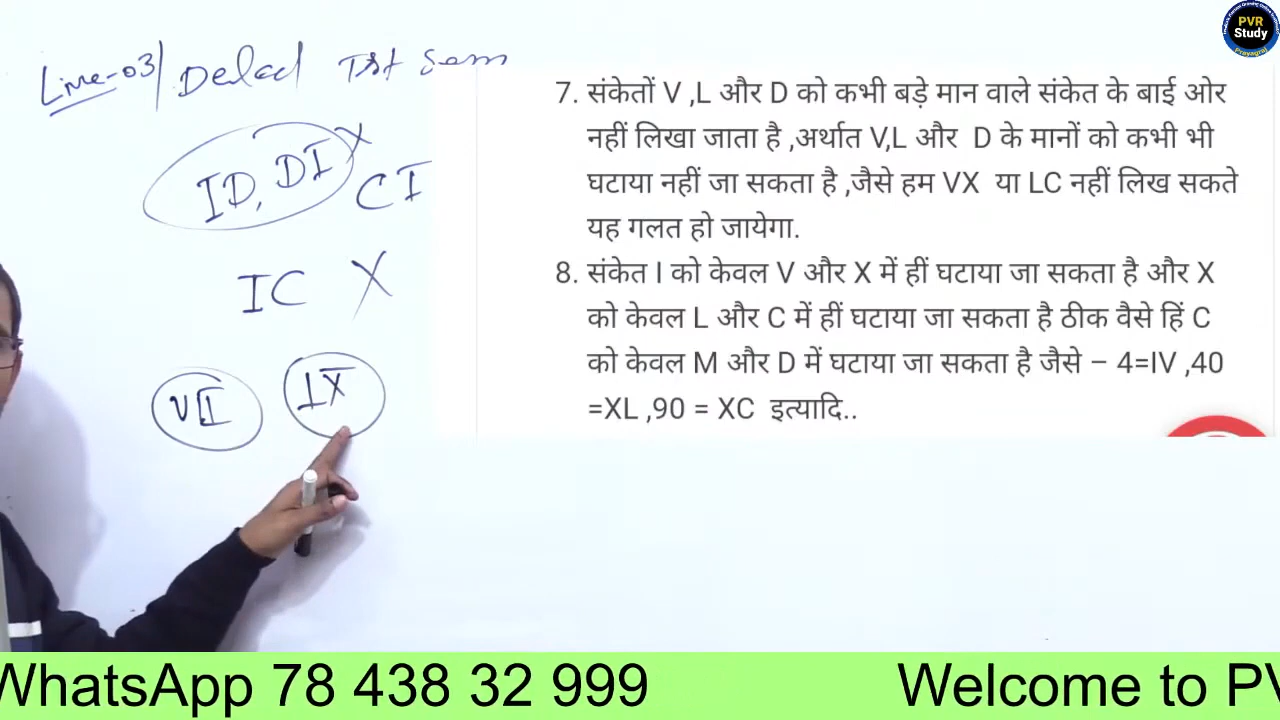 Live-03/ Deled Ist Sem
PVR
Study
Prayagraj
ID, DI X
CI
IC X
VI IX
7. संकेतों V ,L और D को कभी बड़े मान वाले संकेत के बाई ओर
नहीं लिखा जाता है ,अर्थात V,L और D के मानों को कभी भी
घटाया नहीं जा सकता है ,जैसे हम VX या LC नहीं लिख सकते
यह गलत हो जायेगा.
8. संकेत I को केवल V और X में हीं घटाया जा सकता है और X
को केवल L और C में हीं घटाया जा सकता है ठीक वैसे हिं C
को केवल M और D में घटाया जा सकता है जैसे – 4=IV ,40
=XL ,90 = XC इत्यादि..
WhatsApp 78 438 32 999 Welcome to PV